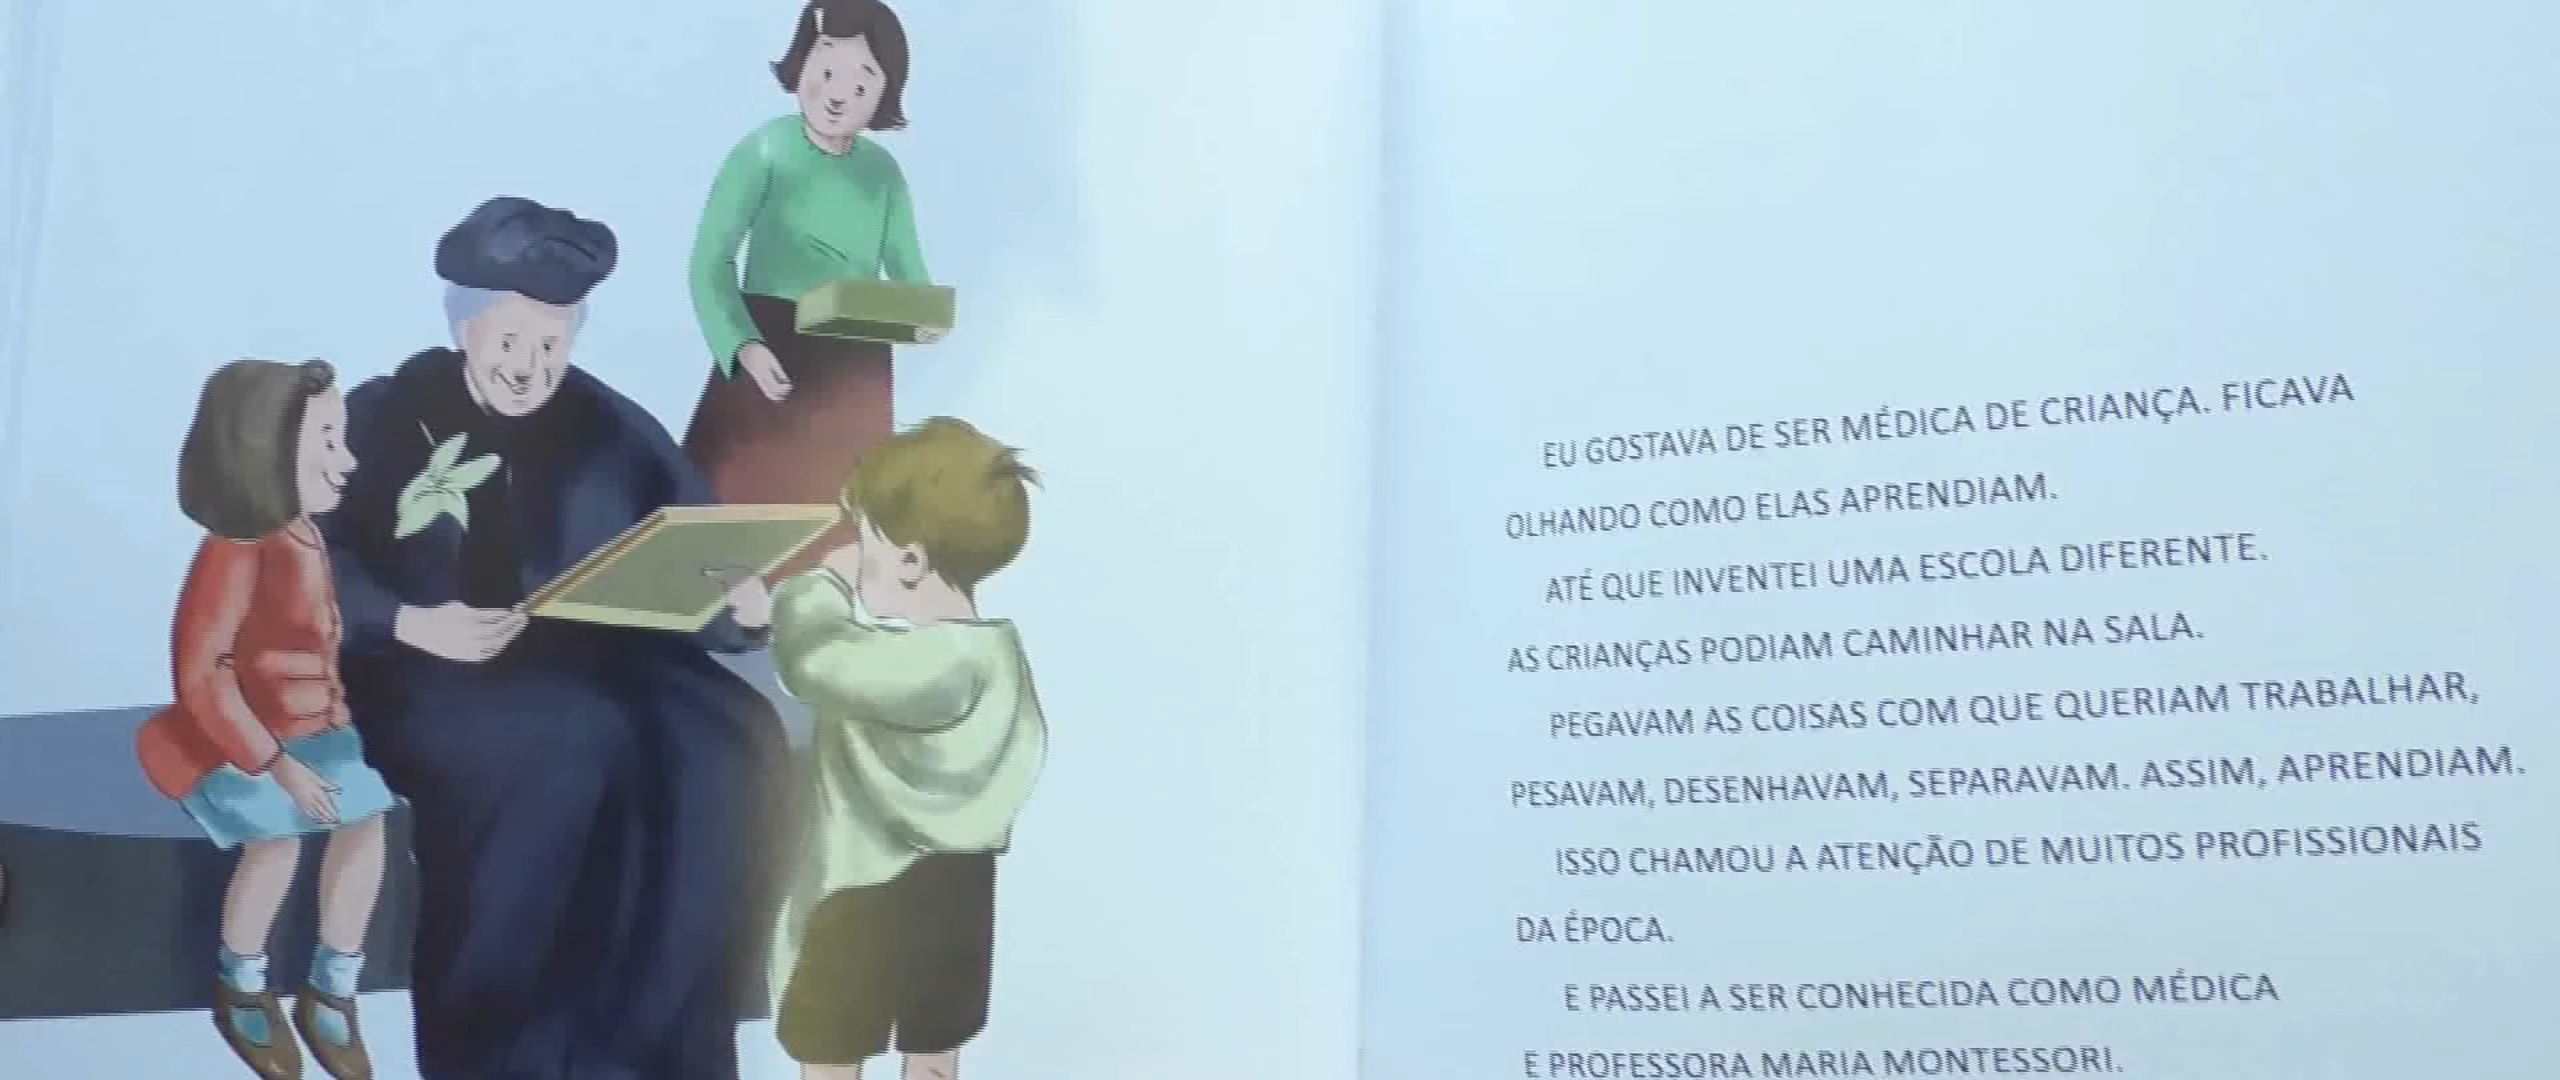 EU GOSTAVA DE SER MÉDICA DE CRIANÇA. FICAVA
OLHANDO COMO ELAS APRENDIAM.
ATÉ QUE INVENTEI UMA ESCOLA DIFERENTE.
AS CRIANÇAS PODIAM CAMINHAR NA SALA.
PEGAVAM AS COISAS COM QUE QUERIAM TRABALHAR,
PESAVAM, DESENHAVAM, SEPARAVAM. ASSIM, APRENDIAM.
ISSO CHAMOU A ATENÇÃO DE MUITOS PROFISSIONAIS
DA ÉPOCA.
E PASSEI A SER CONHECIDA COMO MÉDICA
E PROFESSORA MARIA MONTESSORI.